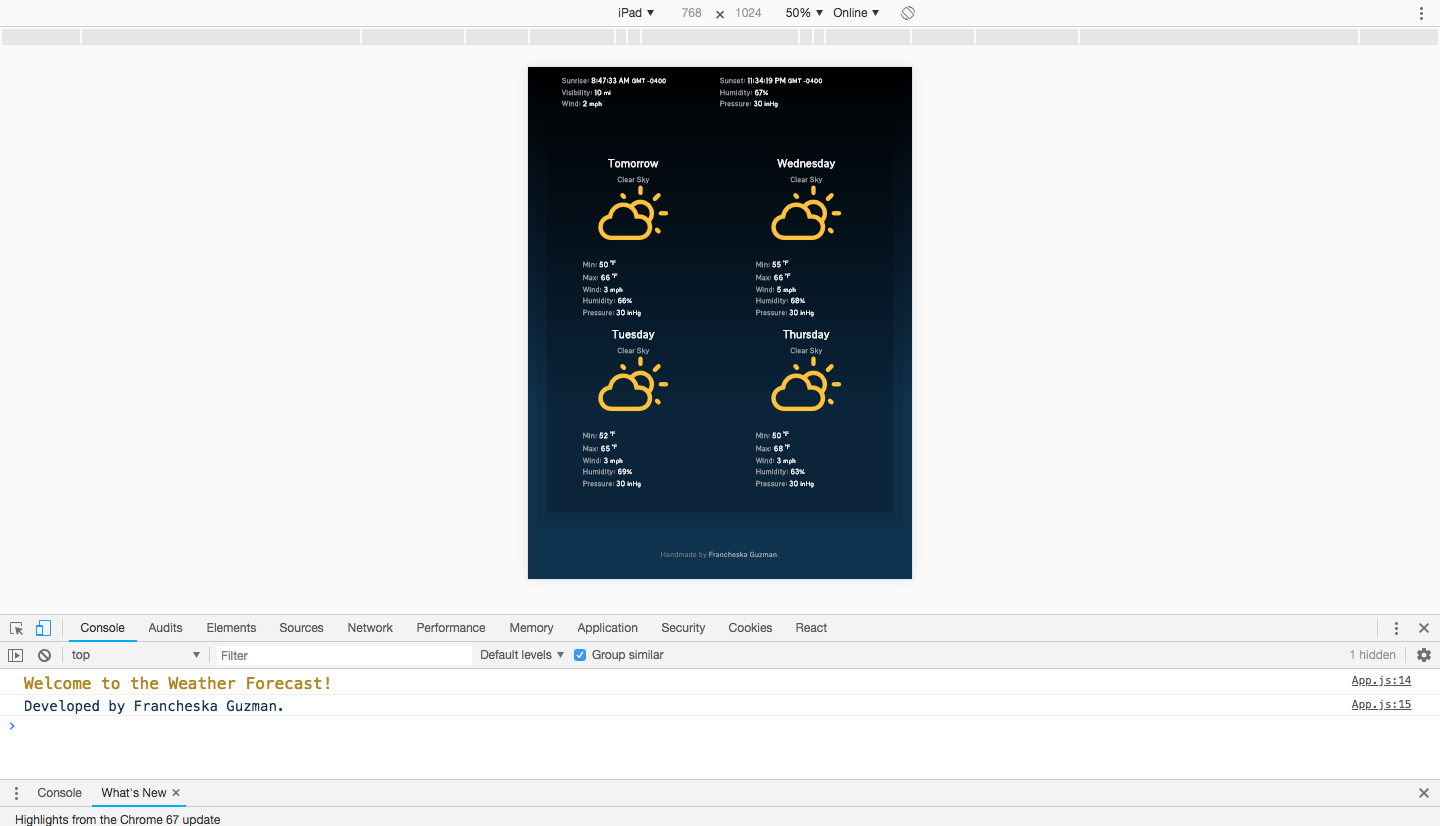 iPad ▼ 768 × 1024 50% ▼ Online ▼
Sunrise: 8:47:33 AM GMT -0400
Visibility: 10 mi
Wind: 2 mph
Sunset: 11:34:19 PM GMT -0400
Humidity: 67%
Pressure: 30 inHg
Tomorrow
Clear Sky
Min: 50 °F
Max: 66 °F
Wind: 3 mph
Humidity: 66%
Pressure: 30 inHg
Wednesday
Clear Sky
Min: 55 °F
Max: 66 °F
Wind: 5 mph
Humidity: 68%
Pressure: 30 inHg
Tuesday
Clear Sky
Min: 52 °F
Max: 65 °F
Wind: 3 mph
Humidity: 69%
Pressure: 30 inHg
Thursday
Clear Sky
Min: 50 °F
Max: 68 °F
Wind: 3 mph
Humidity: 63%
Pressure: 30 inHg
Handmade by Francheska Guzman.
Console Audits Elements Sources Network Performance Memory Application Security Cookies React
top ▼ Filter Default levels ▼ Group similar 1 hidden
Welcome to the Weather Forecast! App.js:14
Developed by Francheska Guzman. App.js:15
Console What's New ×
Highlights from the Chrome 67 update